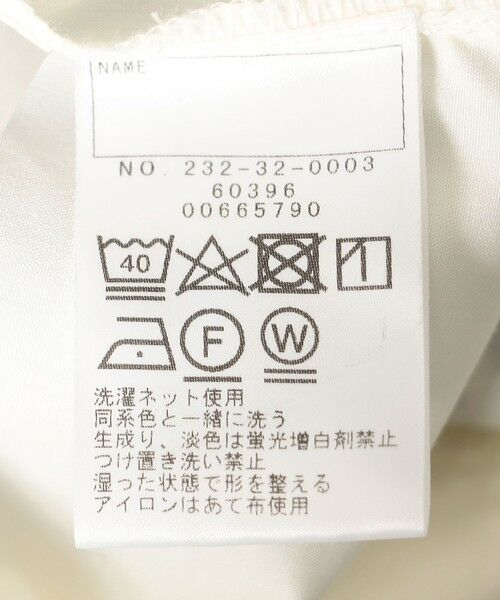 NAME
NO. 232-32-0003
60396
00665790
40
F
W
洗濯ネット使用
同系色と一緒に洗う
生成り、淡色は蛍光増白剤禁止
つけ置き洗い禁止
湿った状態で形を整える
アイロンはあて布使用